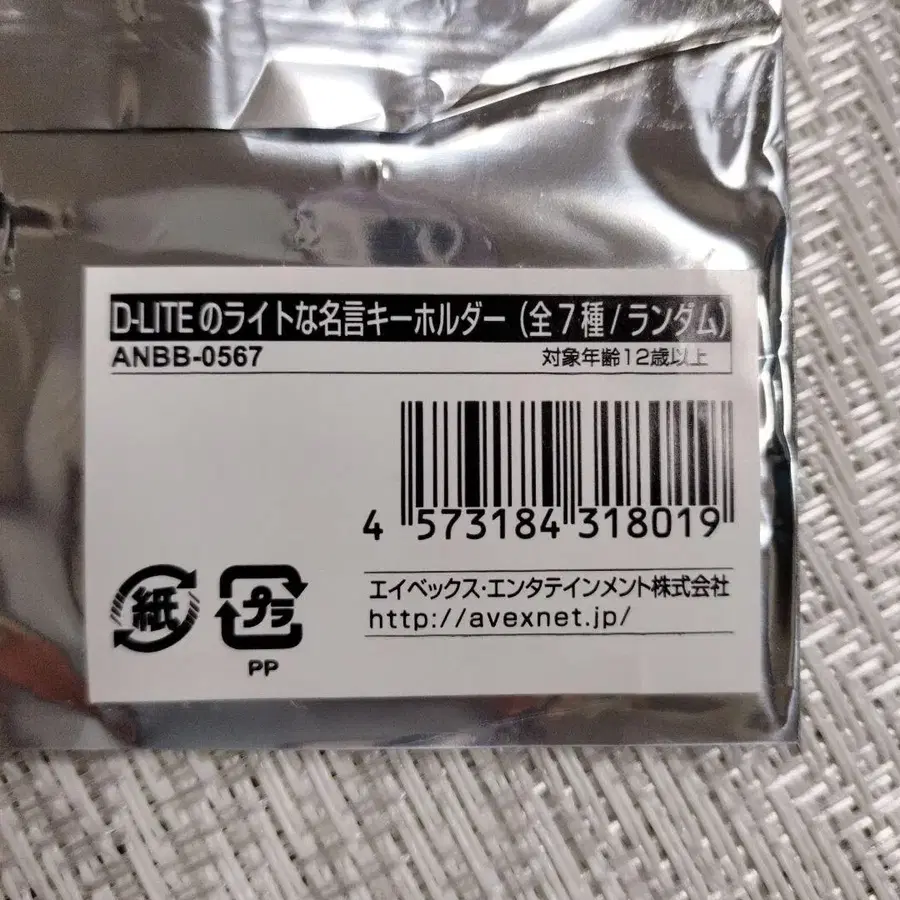 D-LITEのライトな名言キーホルダー(全7種/ランダム)
ANBB-0567 対象年齢12歳以上
4 573184 318019
エイベックス・エンタテインメント株式会社
http://avexnet.jp/
紙 プラ
PP